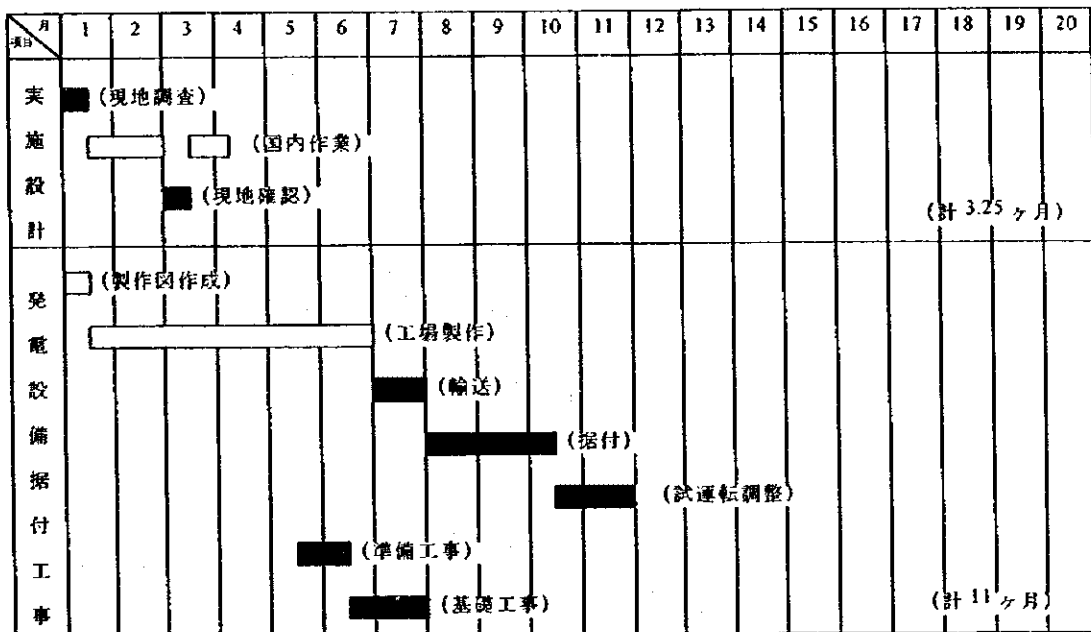 月
項目 1 2 3 4 5 6 7 8 9 10 11 12 13 14 15 16 17 18 19 20
実施設計
(現地調査)
(国内作業)
(現地確認)
(計 3.25 ヶ月)
発電設備据付工事
(製作図作成)
(工場製作)
(輸送)
(据付)
(試運転調整)
(準備工事)
(基礎工事)
(計 11 ヶ月)